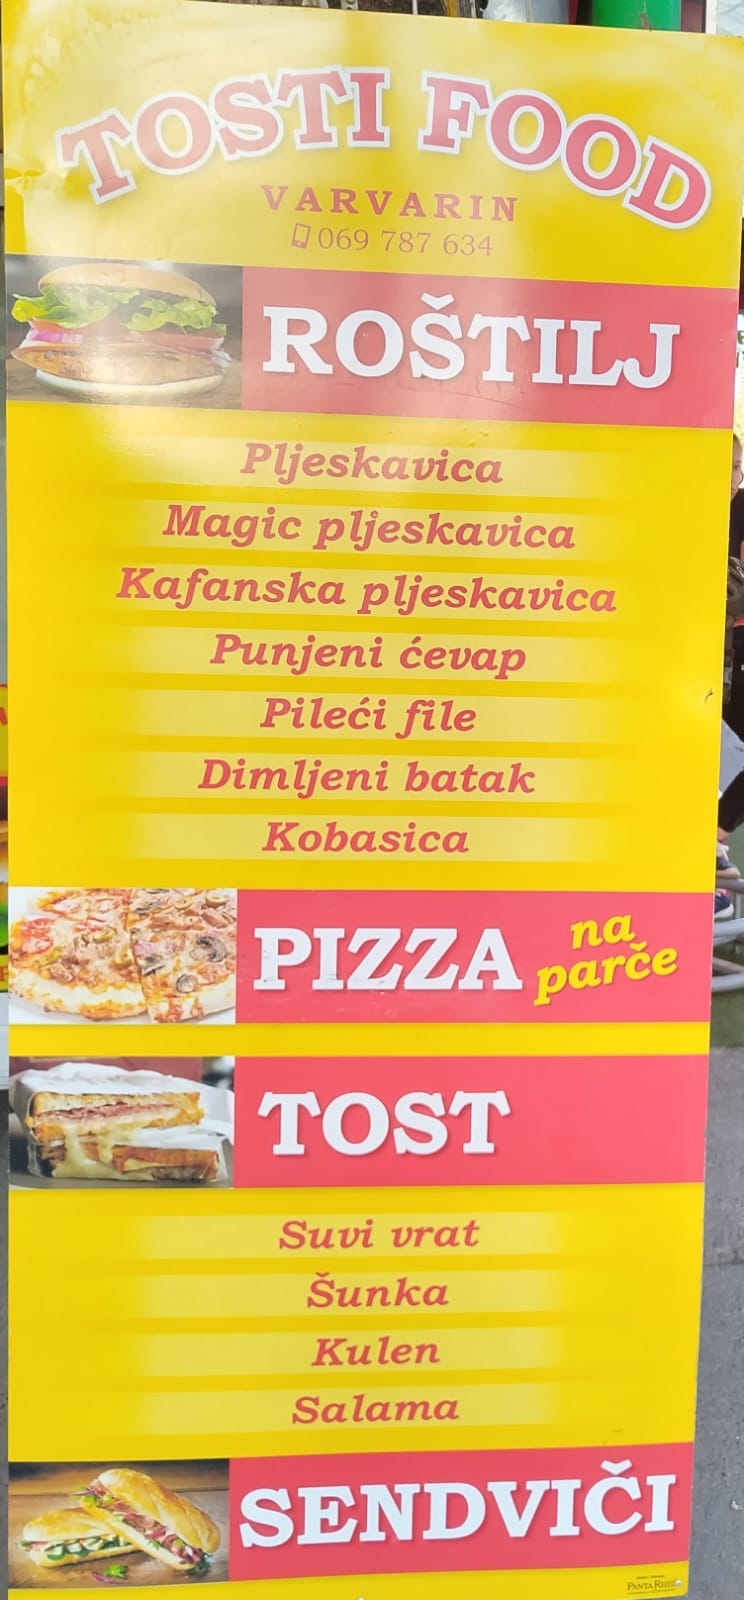 TOSTI FOOD
VARVARIN
069 787 634
ROŠTILJ
Pljeskavica
Magic pljeskavica
Kafanska pljeskavica
Punjeni ćevap
Pileći file
Dimljeni batak
Kobasica
PIZZA na parče
TOST
Suvi vrat
Šunka
Kulen
Salama
SENDVIČI
PANTA RHEI